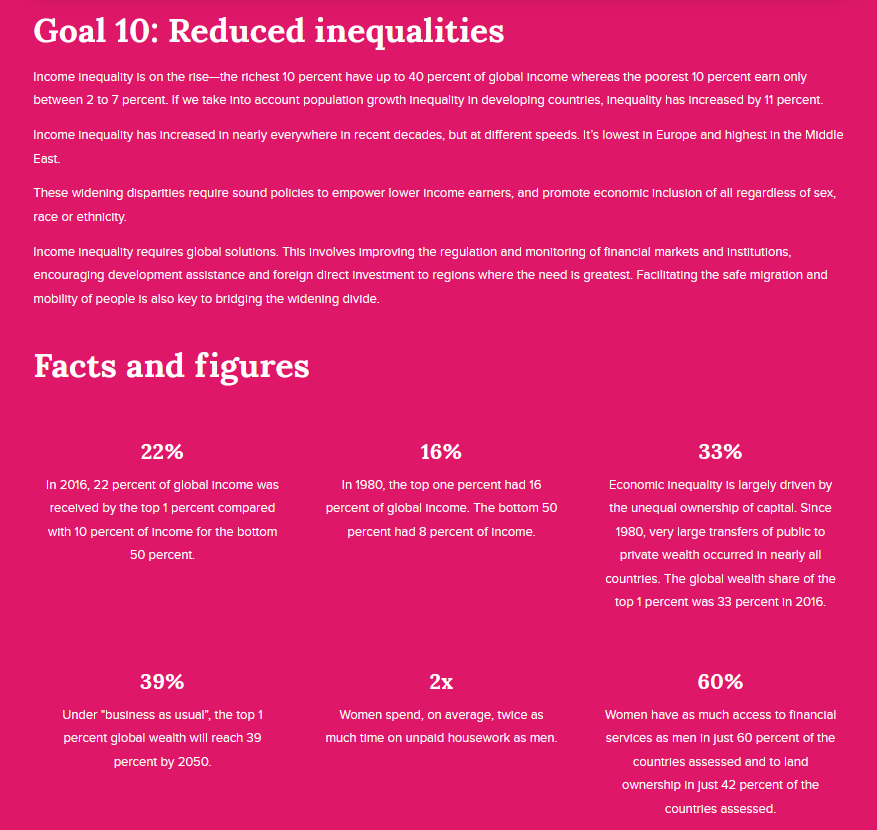 Goal 10: Reduced inequalities
Income inequality is on the rise—the richest 10 percent have up to 40 percent of global income whereas the poorest 10 percent earn only
between 2 to 7 percent. If we take into account population growth inequality in developing countries, inequality has increased by 11 percent.
Income inequality has increased in nearly everywhere in recent decades, but at different speeds. It's lowest in Europe and highest in the Middle
East.
These widening disparities require sound policies to empower lower income earners, and promote economic inclusion of all regardless of sex,
race or ethnicity.
Income inequality requires global solutions. This involves improving the regulation and monitoring of financial markets and institutions,
encouraging development assistance and foreign direct investment to regions where the need is greatest. Facilitating the safe migration and
mobility of people is also key to bridging the widening divide.
Facts and figures
22%
In 2016, 22 percent of global income was
received by the top 1 percent compared
with 10 percent of income for the bottom
50 percent.
16%
In 1980, the top one percent had 16
percent of global income. The bottom 50
percent had 8 percent of income.
33%
Economic inequality is largely driven by
the unequal ownership of capital. Since
1980, very large transfers of public to
private wealth occurred in nearly all
countries. The global wealth share of the
top 1 percent was 33 percent in 2016.
39%
Under "business as usual", the top 1
percent global wealth will reach 39
percent by 2050.
2x
Women spend, on average, twice as
much time on unpaid housework as men.
60%
Women have as much access to financial
services as men in just 60 percent of the
countries assessed and to land
ownership in just 42 percent of the
countries assessed.